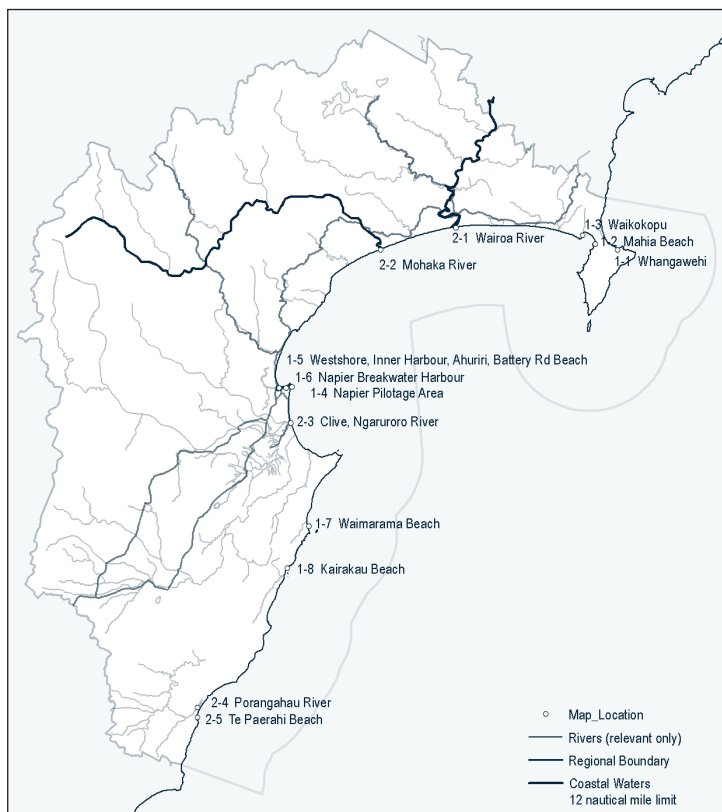 1-3 Waikokopu
2-1 Wairoa River
1-2 Mahia Beach
1-1 Whangawehi
2-2 Mohaka River
1-5 Westshore, Inner Harbour, Ahuriri, Battery Rd Beach
1-6 Napier Breakwater Harbour
1-4 Napier Pilotage Area
2-3 Clive, Ngaruroro River
1-7 Waimarama Beach
1-8 Kairakau Beach
2-4 Porangahau River
2-5 Te Paerahi Beach
Map_Location
Rivers (relevant only)
Regional Boundary
Coastal Waters
12 nautical mile limit